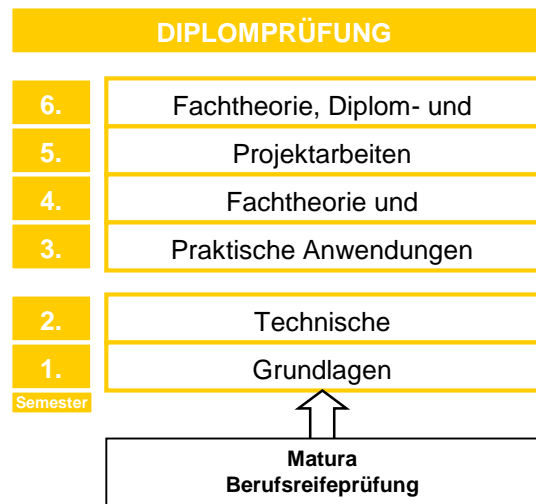 DIPLOMPRÜFUNG
6. Fachtheorie, Diplom- und
5. Projektarbeiten
4. Fachtheorie und
3. Praktische Anwendungen
2. Technische
1. Grundlagen
Semester
Matura
Berufsreifeprüfung